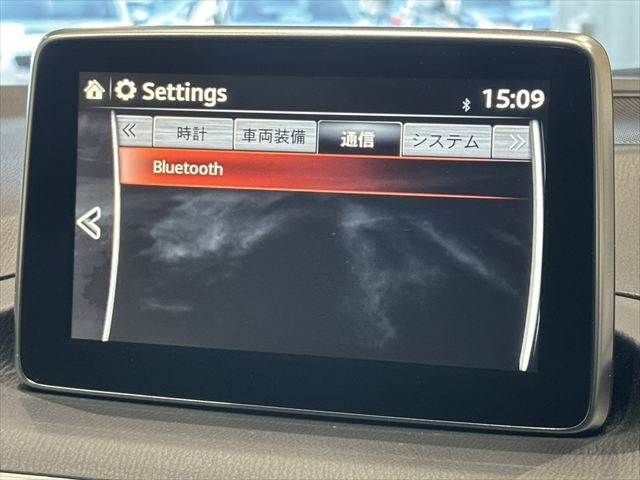 Settings 15:09
« 時計 車両装備 通信 システム »
Bluetooth